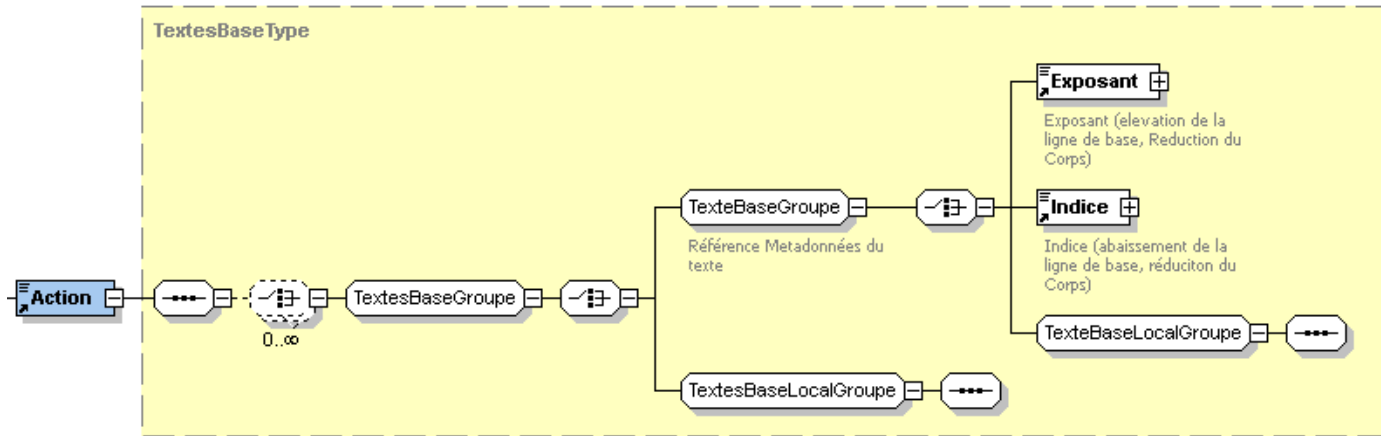 TextesBaseType
Exposant
Exposant (elevation de la
ligne de base, Reduction du
Corps)
TexteBaseGroupe
Référence Metadonnées du
texte
Indice
Indice (abaissement de la
ligne de base, réduciton du
Corps)
Action
TextesBaseGroupe
0..∞
TexteBaseLocalGroupe
TextesBaseLocalGroupe